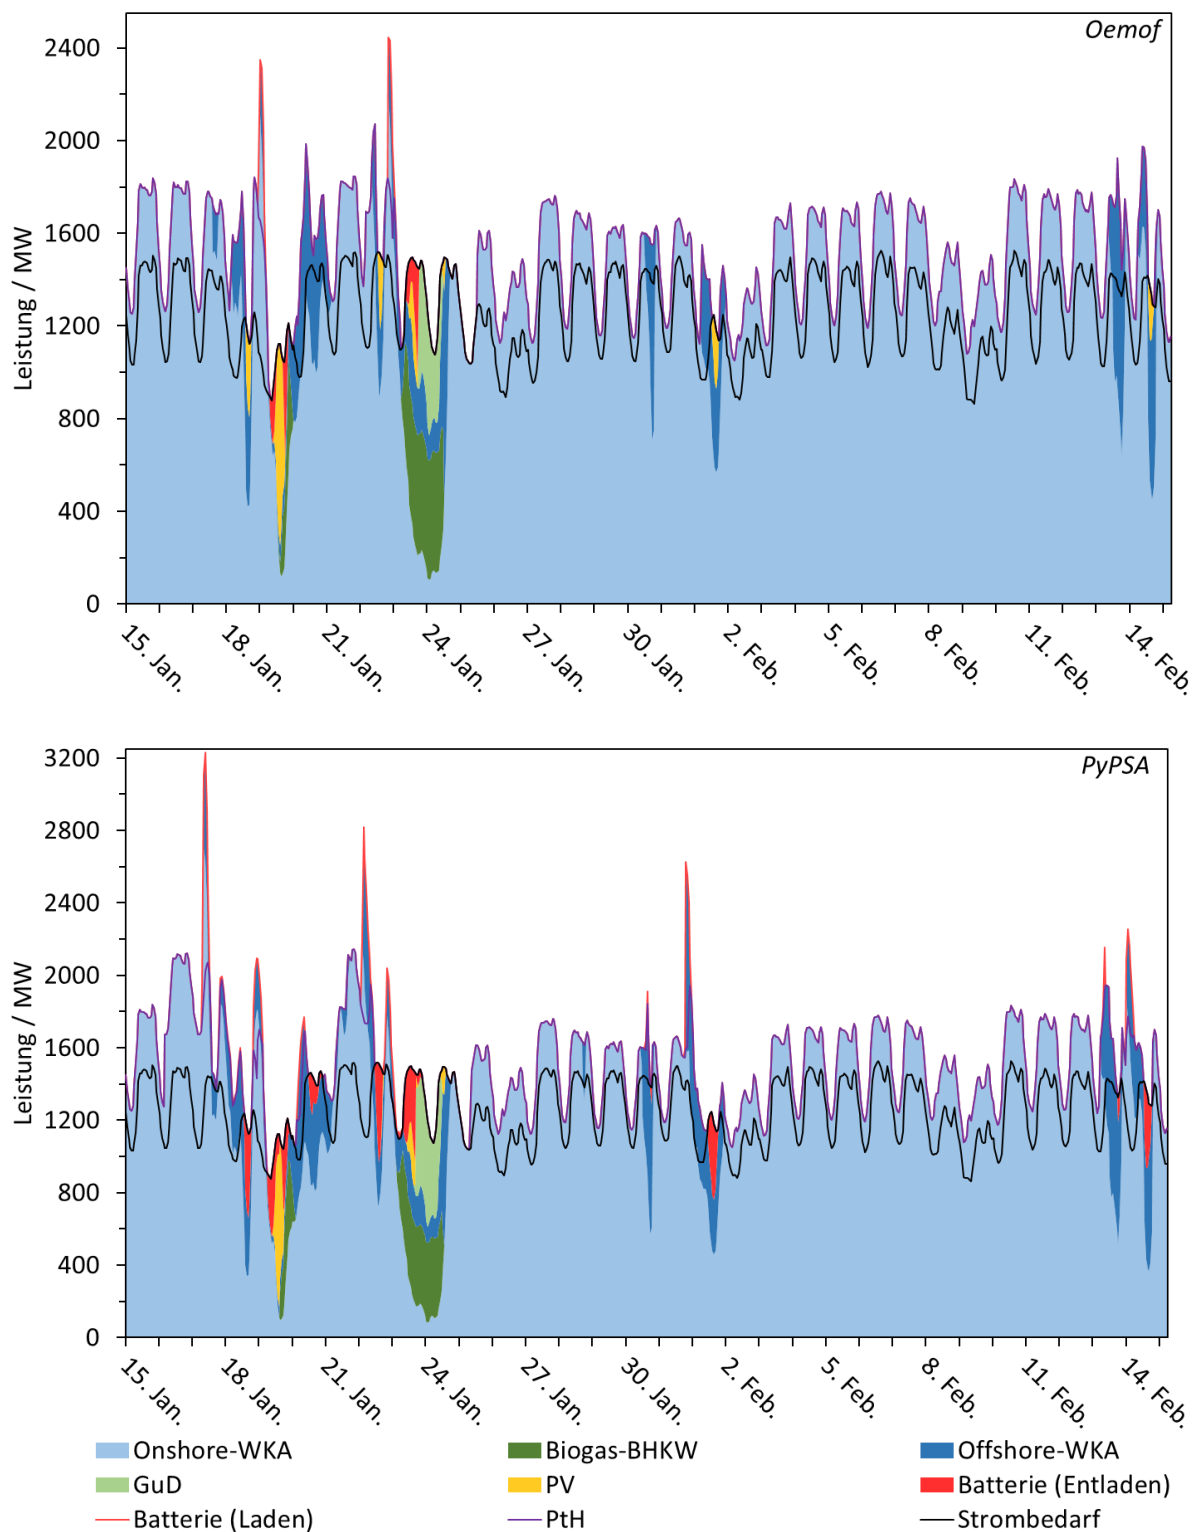 Oemof
Leistung / MW
2400
2000
1600
1200
800
400
0
15. Jan.
18. Jan.
21. Jan.
24. Jan.
27. Jan.
30. Jan.
2. Feb.
5. Feb.
8. Feb.
11. Feb.
14. Feb.
PyPSA
Leistung / MW
3200
2800
2400
2000
1600
1200
800
400
0
15. Jan.
18. Jan.
21. Jan.
24. Jan.
27. Jan.
30. Jan.
2. Feb.
5. Feb.
8. Feb.
11. Feb.
14. Feb.
Onshore-WKA Biogas-BHKW Offshore-WKA
GuD PV Batterie (Entladen)
Batterie (Laden) PtH Strombedarf